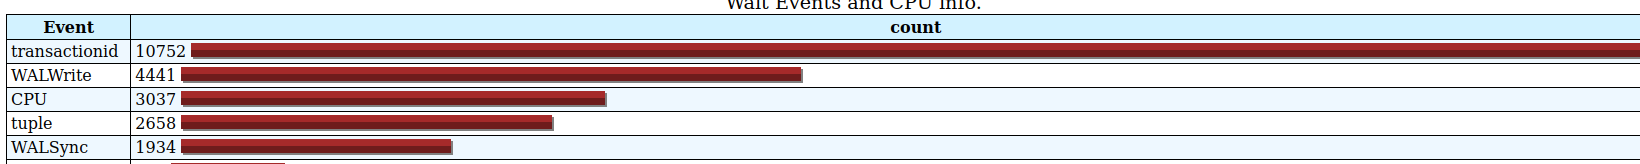 Wait Events and CPU info.
Event count
transactionid 10752
WALWrite 4441
CPU 3037
tuple 2658
WALSync 1934